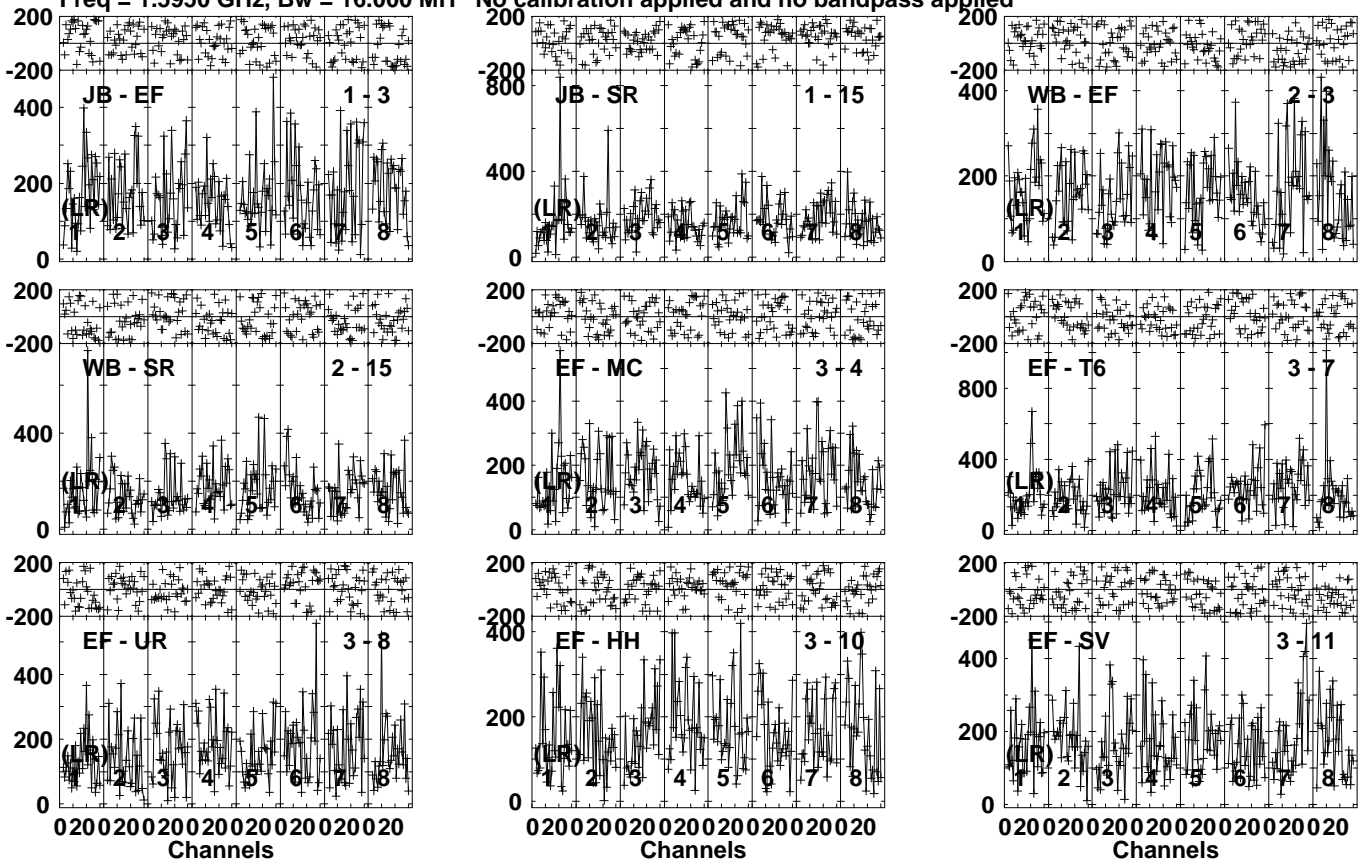 Freq = 1.5950 GHz, Bw = 16.000 MH No calibration applied and no bandpass applied
200 200 200
-200 -200 -200
JB - EF 1 - 3 JB - SR 1 - 15 WB - EF 2 - 3
400 800 400
200 400 200
(LR) (LR) (LR)
1 2 3 4 5 6 7 8 1 2 3 4 5 6 7 8 1 2 3 4 5 6 7 8
0 0 0
200 200 200
-200 -200 -200
WB - SR 2 - 15 EF - MC 3 - 4 EF - T6 3 - 7
400 400 800
200 400
(LR) (LR) (LR)
1 2 3 4 5 6 7 8 1 2 3 4 5 6 7 8 1 2 3 4 5 6 7 8
0 0 0
200 200 200
-200 -200 -200
EF - UR 3 - 8 EF - HH 3 - 10 EF - SV 3 - 11
400 400 400
200 200 200
(LR) (LR) (LR)
1 2 3 4 5 6 7 8 1 2 3 4 5 6 7 8 1 2 3 4 5 6 7 8
0 0 0
0 20 0 20 0 20 0 20 0 20 0 20 0 20 0 20 0 20 0 20 0 20 0 20 0 20 0 20 0 20 0 20 0 20 0 20 0 20 0 20 0 20 0 20 0 20 0 20
Channels Channels Channels